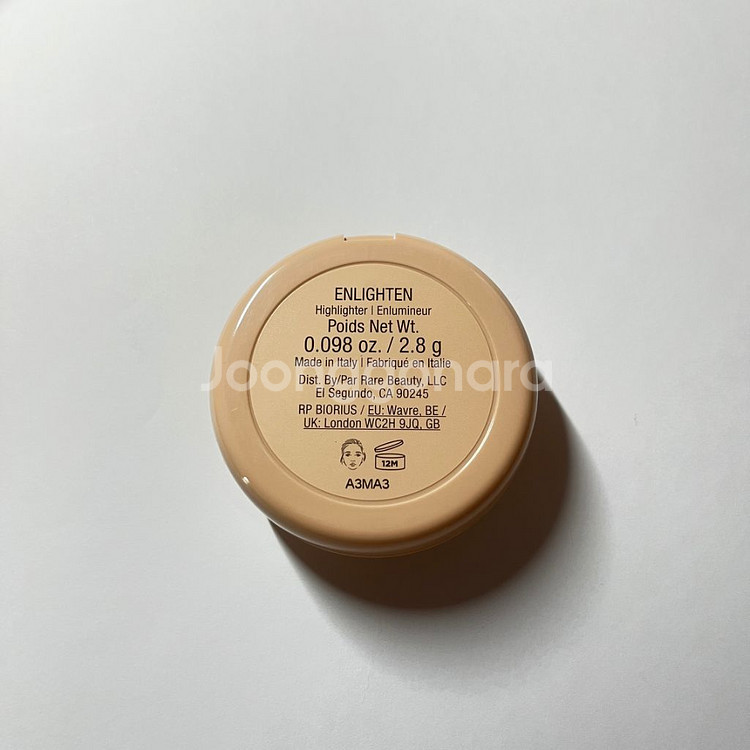 ENLIGHTEN
Highlighter | Enlumineur
Poids Net Wt.
0.098 oz. / 2.8 g
Made in Italy | Fabriqué en Italie
Joonggonara
Dist. By/Par Rare Beauty, LLC
El Segundo, CA 90245
RP BIORIUS / EU: Wavre, BE /
UK: London WC2H 9JQ, GB
12M
A3MA3